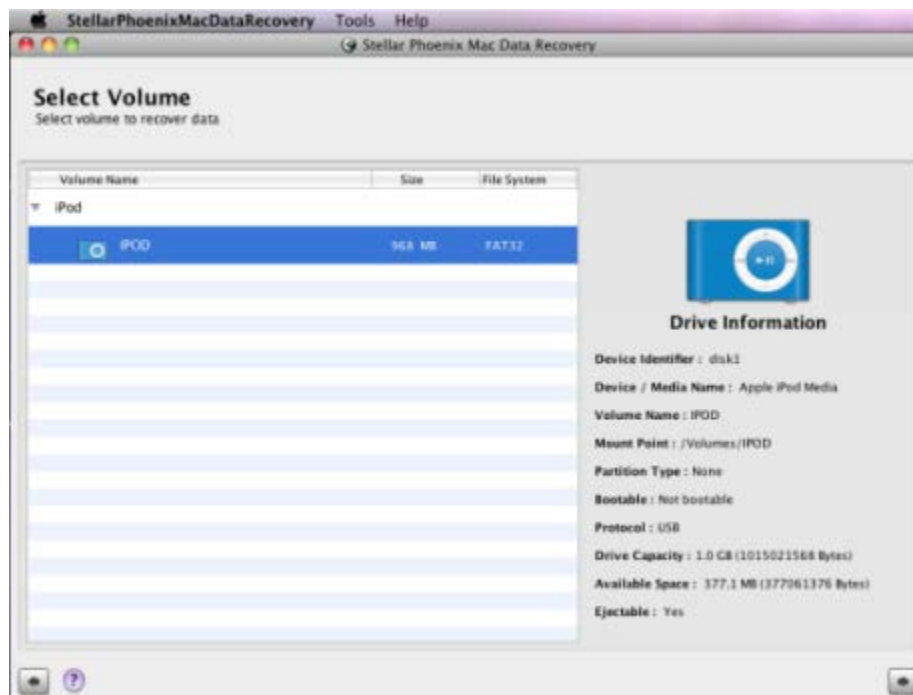 StellarPhoenixMacDataRecovery Tools Help
Stellar Phoenix Mac Data Recovery
Select Volume
Select volume to recover data
Volume Name Size File System
iPod
IPOD 968 MB FAT32
Drive Information
Device Identifier : disk1
Device / Media Name : Apple iPod Media
Volume Name : IPOD
Mount Point : /Volumes/IPOD
Partition Type : None
Bootable : Not bootable
Protocol : USB
Drive Capacity : 1.0 GB (1015021568 Bytes)
Available Space : 377.1 MB (377061376 Bytes)
Ejectable : Yes
?